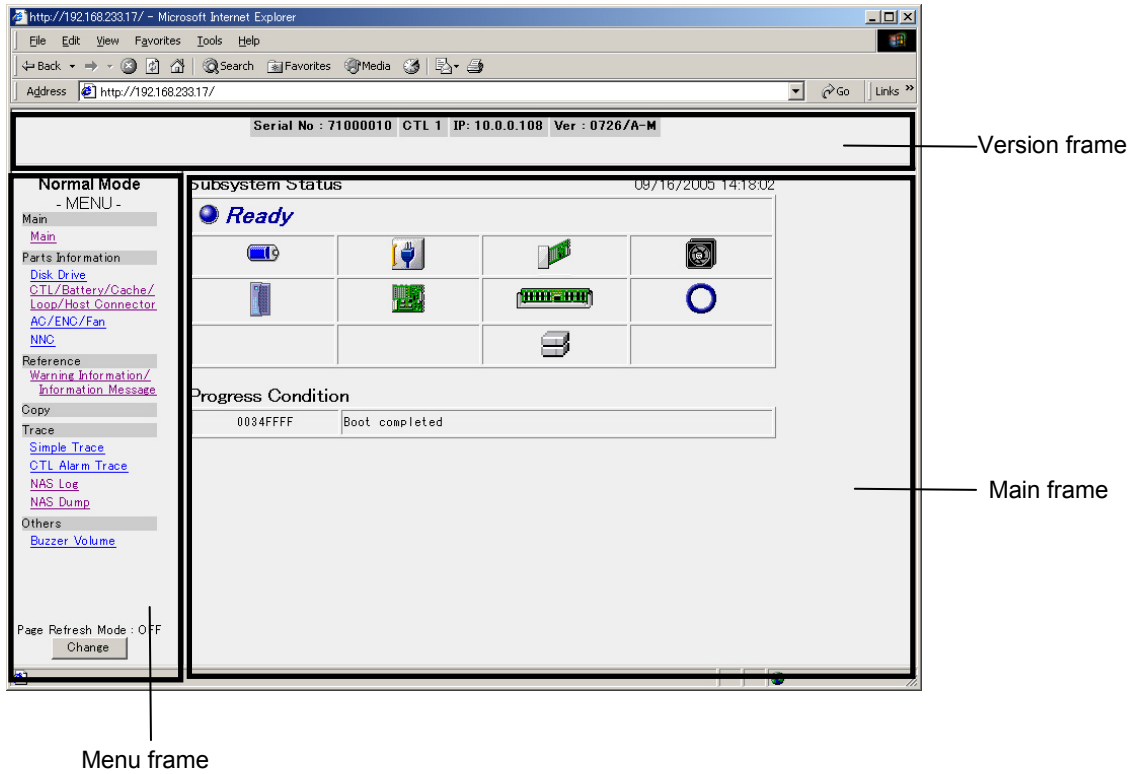 http://192.168.233.17/ - Microsoft Internet Explorer
File Edit View Favorites Tools Help
Back Search Favorites Media
Address http://192.168.233.17/ Go Links »
Serial No : 71000010 CTL 1 IP: 10.0.0.108 Ver : 0726/A-M
Version frame
Normal Mode
- MENU -
Main
Main
Parts Information
Disk Drive
CTL/Battery/Cache/
Loop/Host Connector
AC/ENC/Fan
NNC
Reference
Warning Information/
Information Message
Copy
Trace
Simple Trace
CTL Alarm Trace
NAS Log
NAS Dump
Others
Buzzer Volume
Page Refresh Mode : OFF
Change
Subsystem Status 09/16/2005 14:18:02
Ready
Progress Condition
0034FFFF Boot completed
Main frame
Menu frame